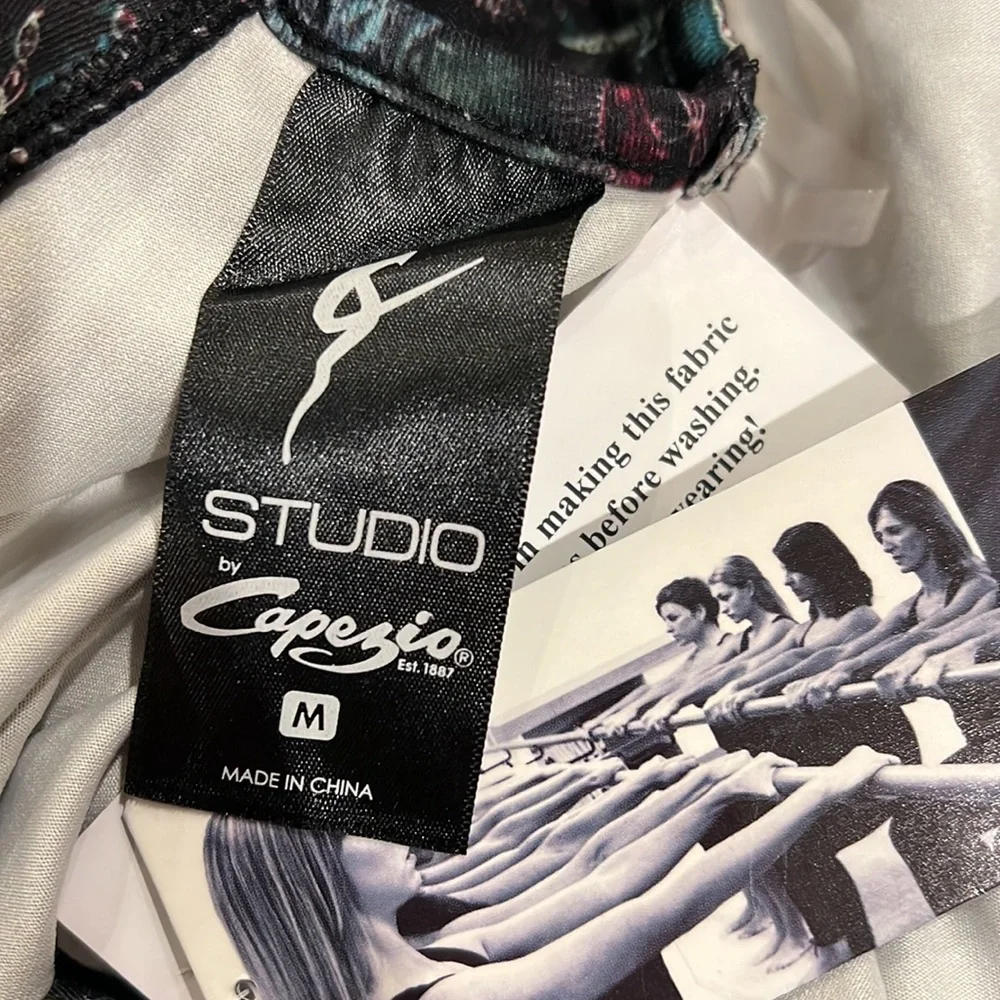 STUDIO
by
Capezio®
Est. 1887
M
MADE IN CHINA
making this fabric
before washing.